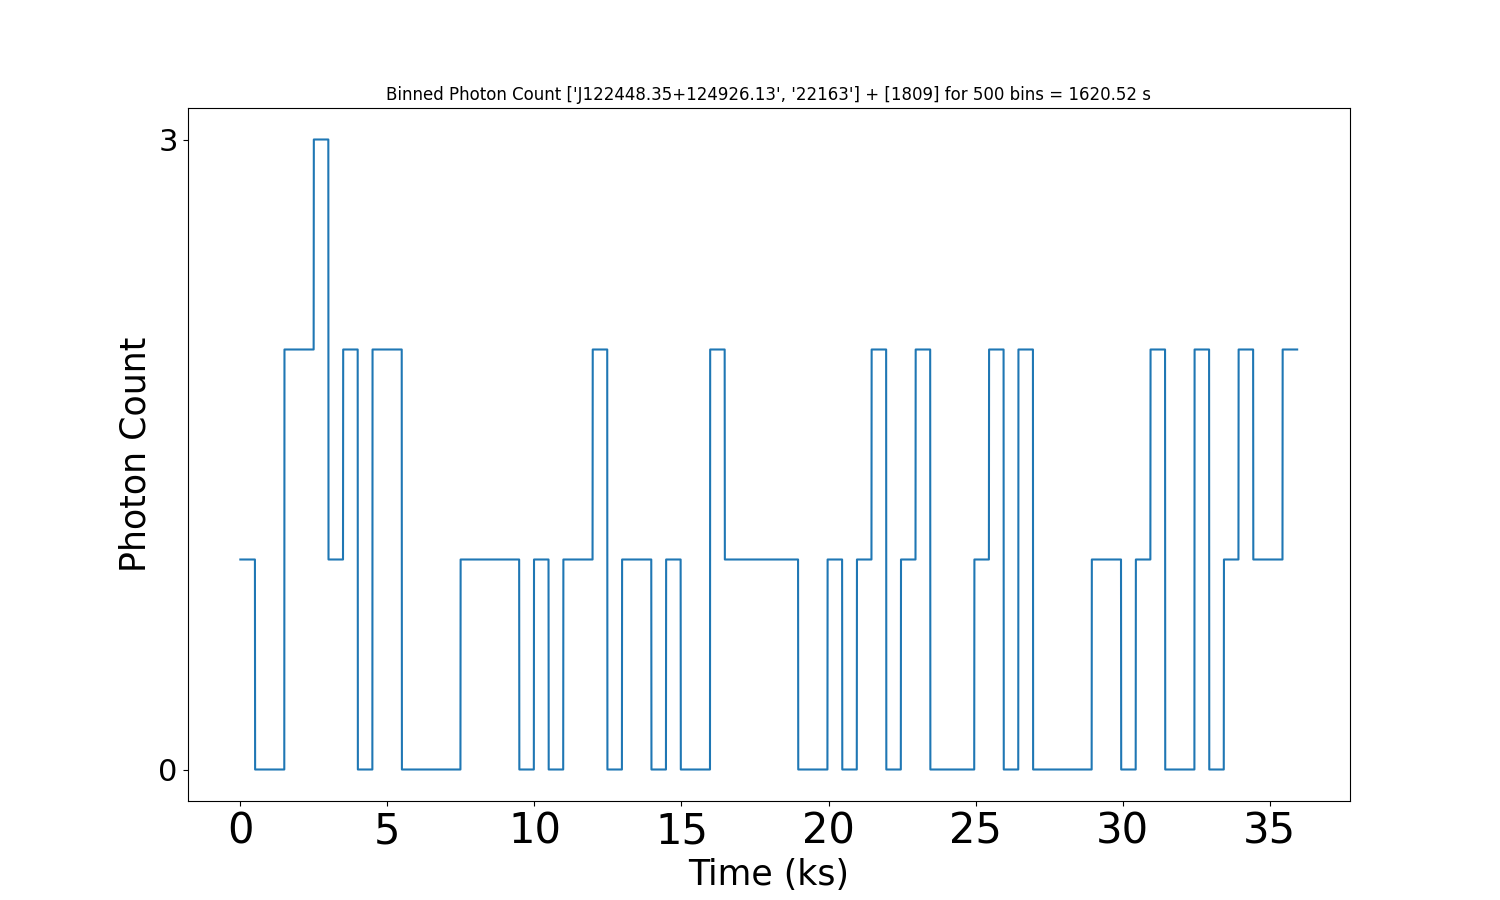 Binned Photon Count ['J122448.35+124926.13', '22163'] + [1809] for 500 bins = 1620.52 s
3
Photon Count
0
0 5 10 15 20 25 30 35
Time (ks)